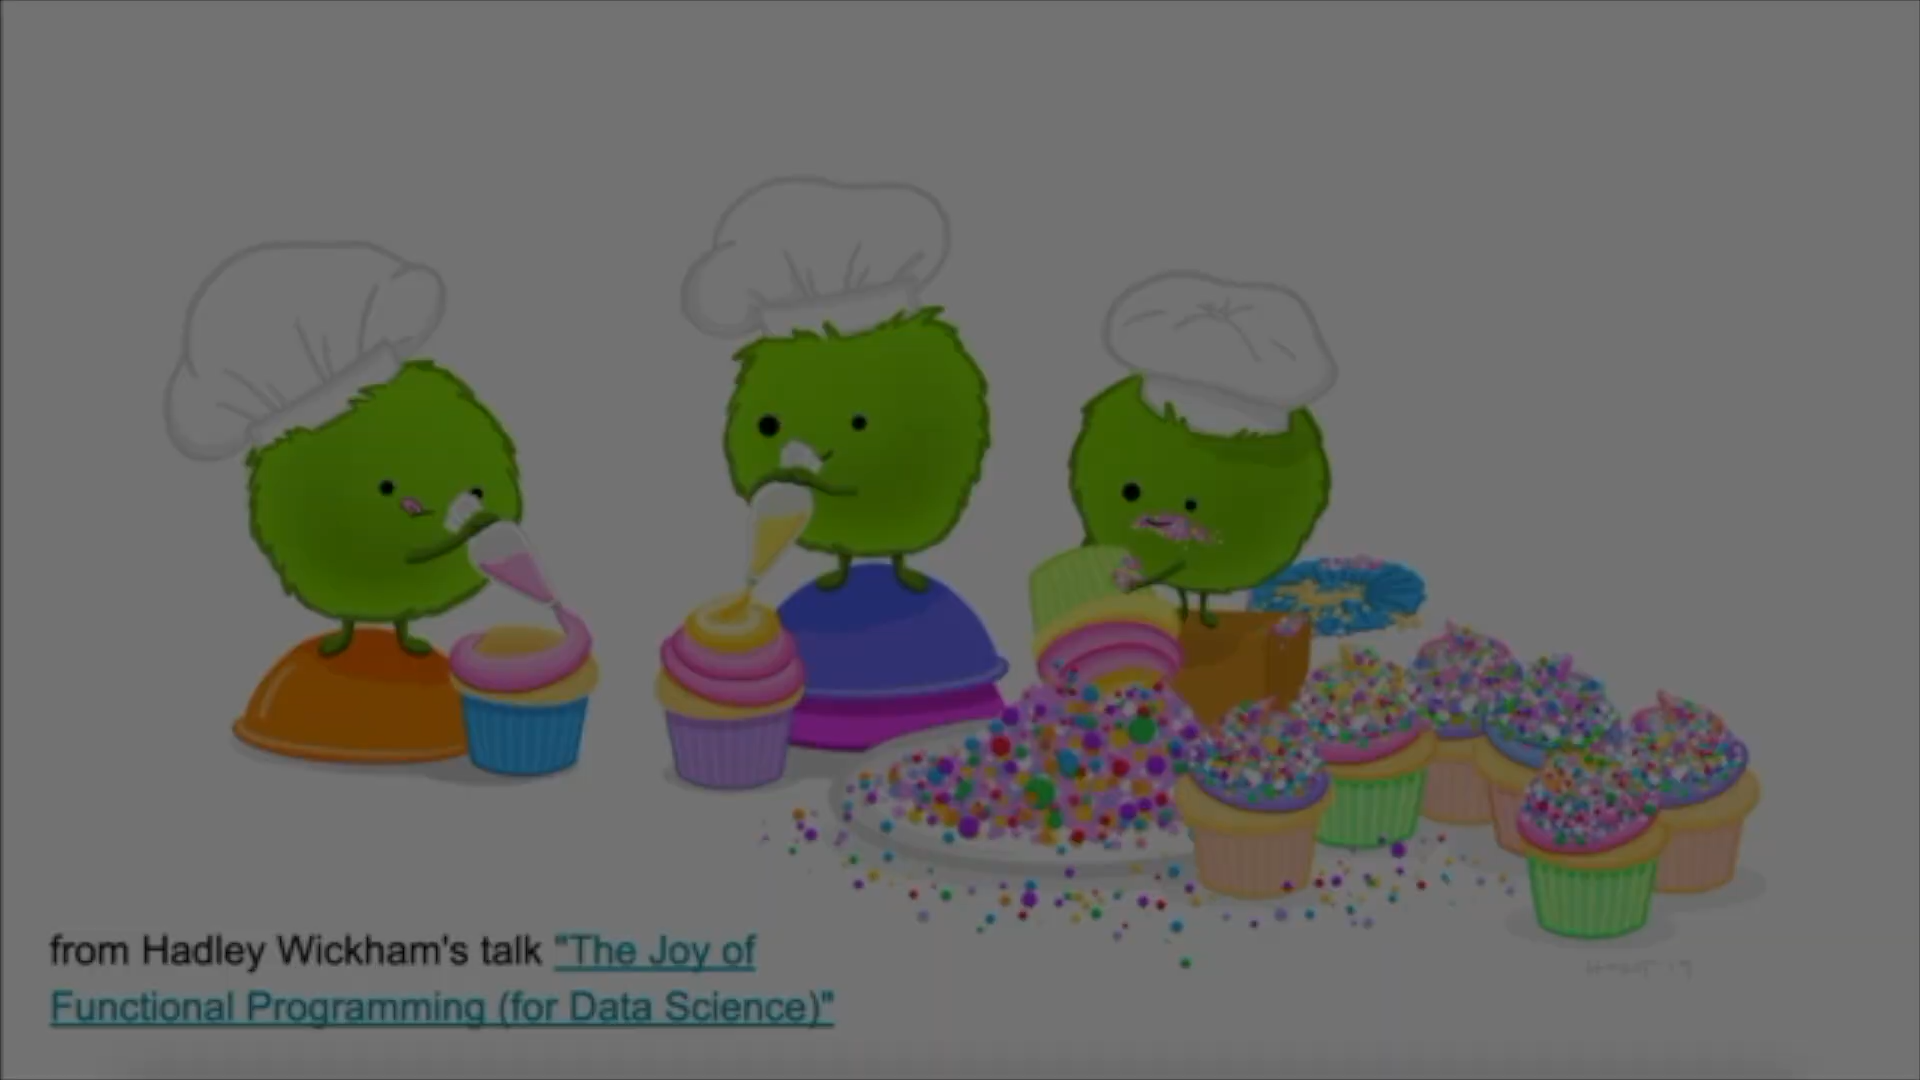 from Hadley Wickham's talk "The Joy of
Functional Programming (for Data Science)"